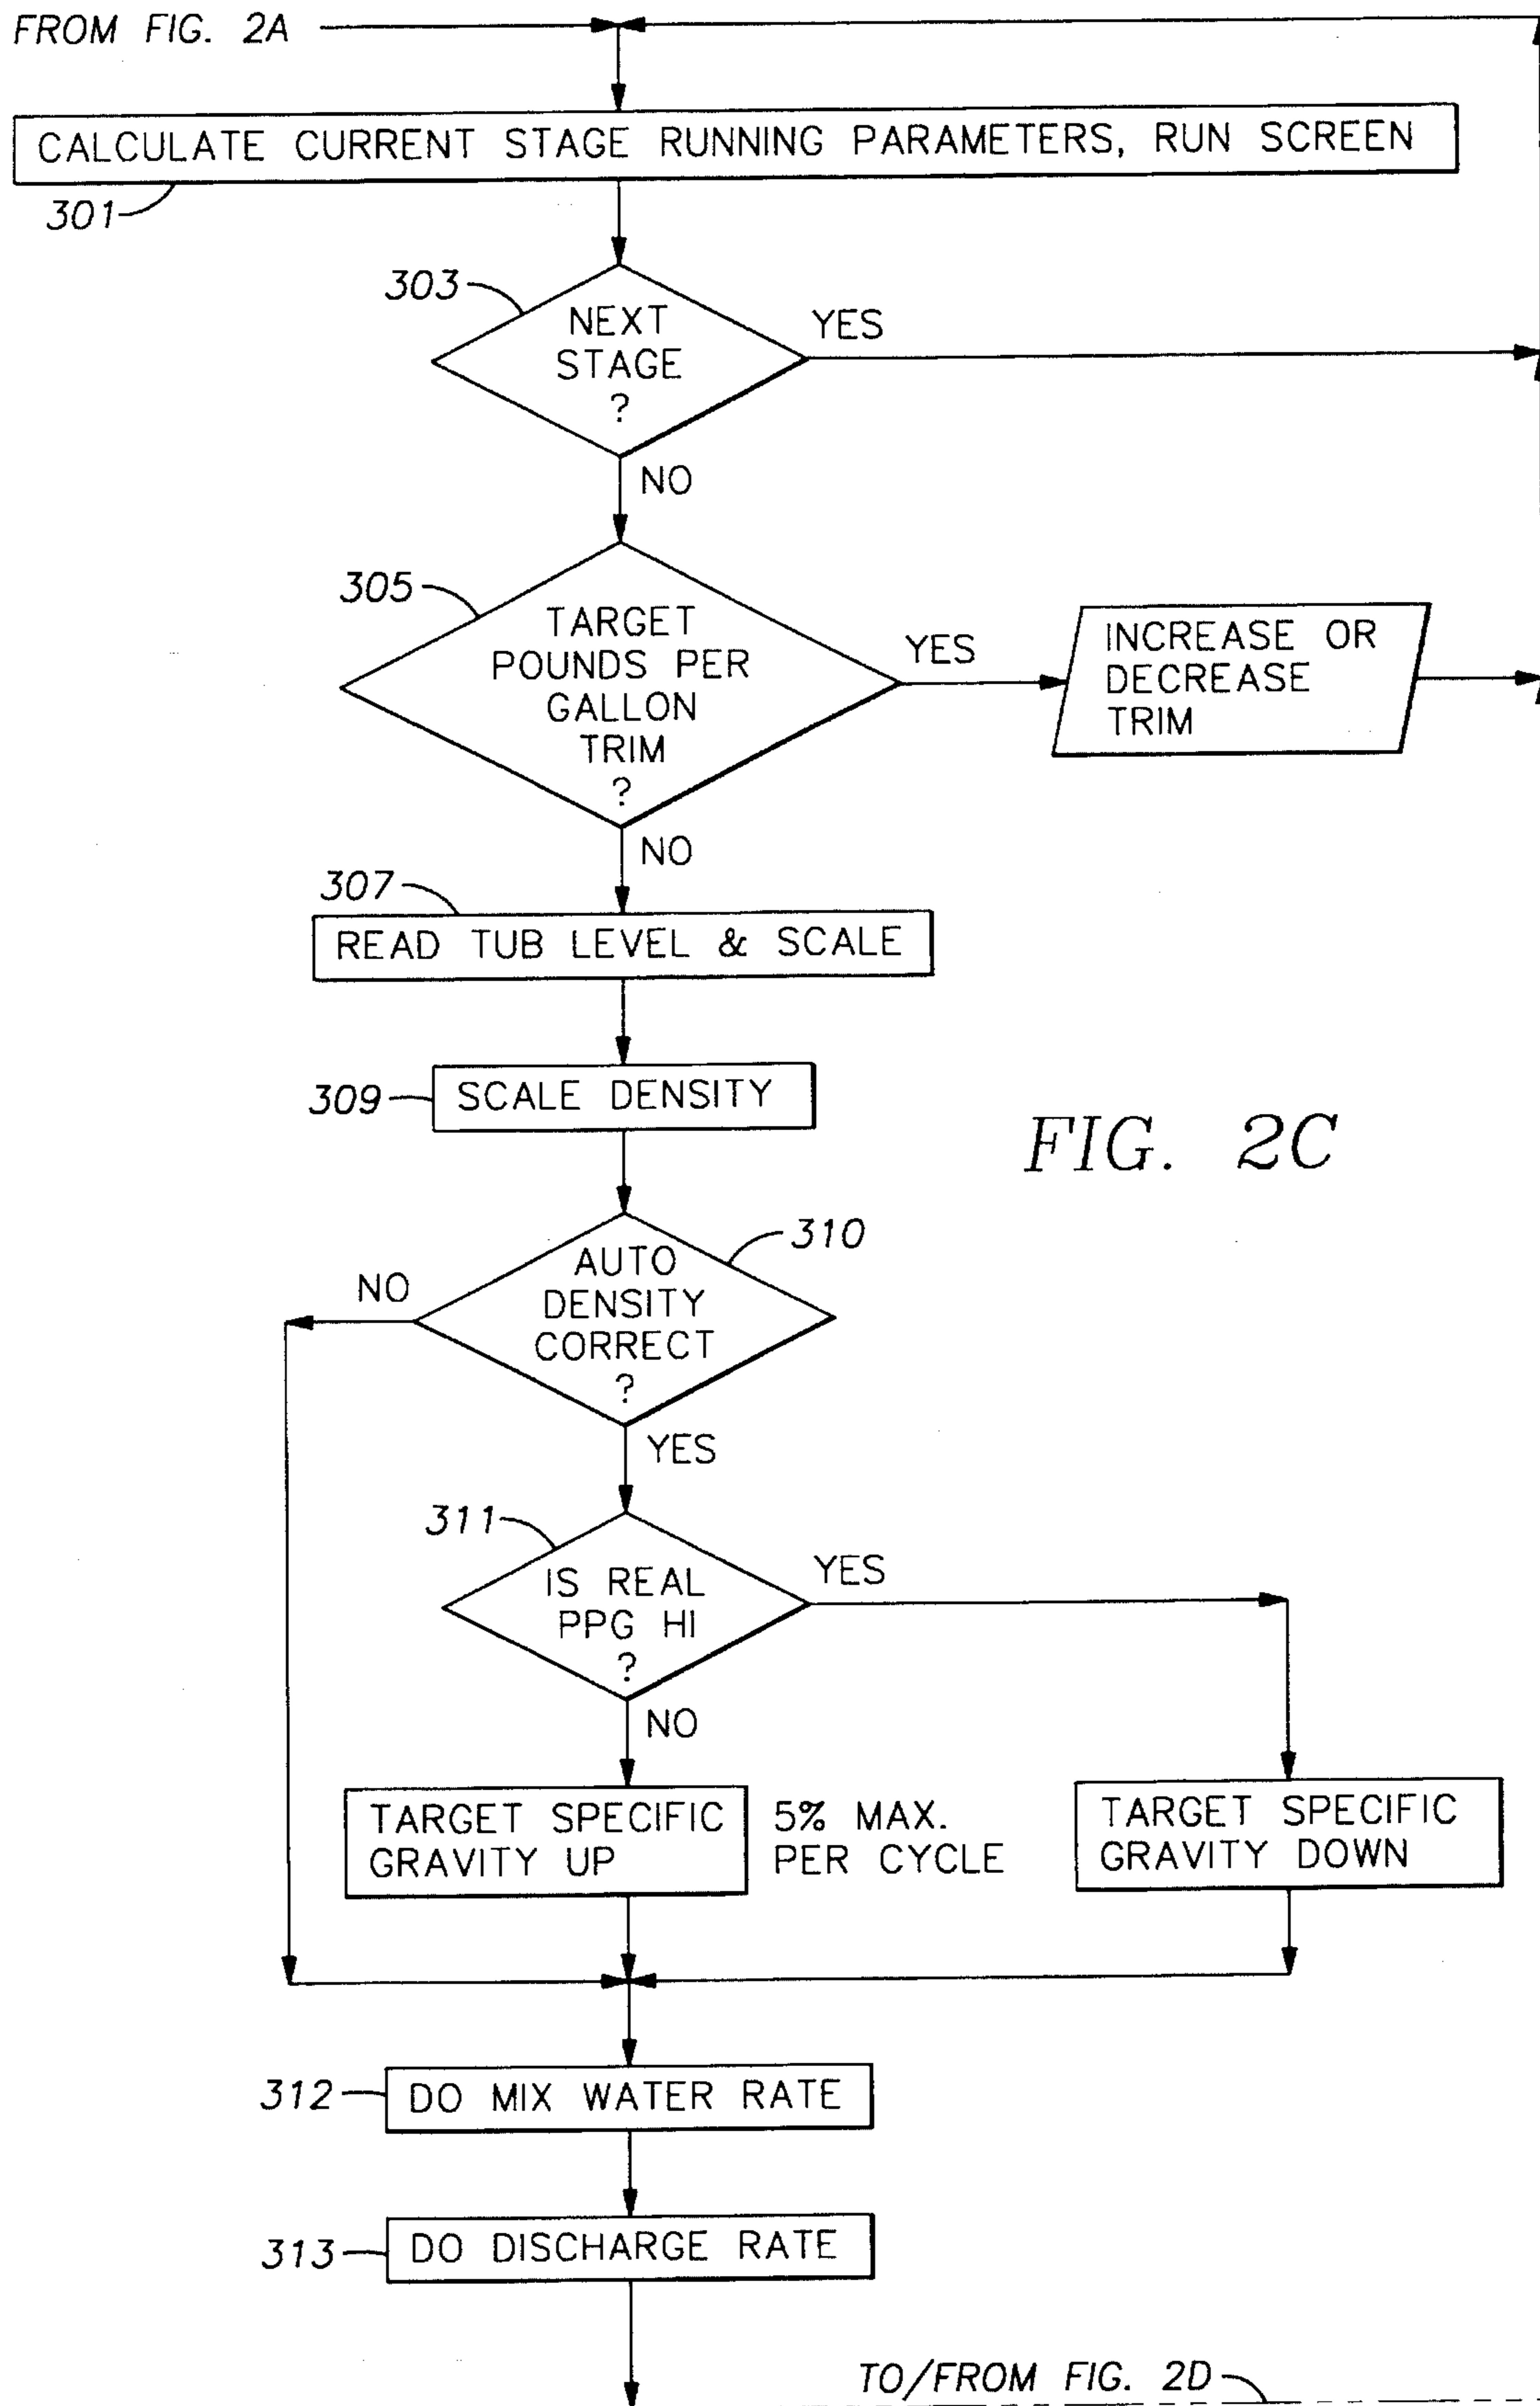 FROM FIG. 2A
CALCULATE CURRENT STAGE RUNNING PARAMETERS, RUN SCREEN
301
303
NEXT
STAGE
?
YES
NO
305
TARGET
POUNDS PER
GALLON
TRIM
?
YES
INCREASE OR
DECREASE
TRIM
NO
307
READ TUB LEVEL & SCALE
309
SCALE DENSITY
FIG. 2C
310
AUTO
DENSITY
CORRECT
?
NO
YES
311
IS REAL
PPG HI
?
YES
NO
TARGET SPECIFIC
GRAVITY UP
5% MAX.
PER CYCLE
TARGET SPECIFIC
GRAVITY DOWN
312
DO MIX WATER RATE
313
DO DISCHARGE RATE
TO/FROM FIG. 2D